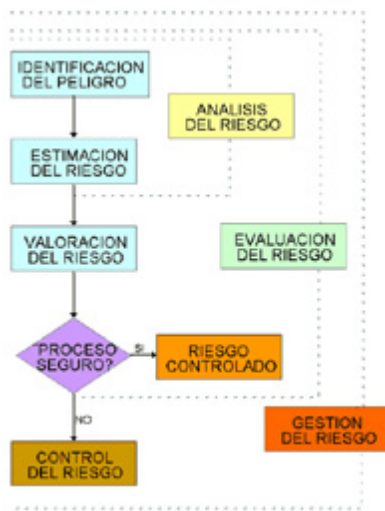 IDENTIFICACION
DEL PELIGRO
ANALISIS
DEL RIESGO
ESTIMACION
DEL RIESGO
VALORACION
DEL RIESGO
EVALUACION
DEL RIESGO
"PROCESO
SEGURO?
SI
RIESGO
CONTROLADO
NO
GESTION
DEL RIESGO
CONTROL
DEL RIESGO